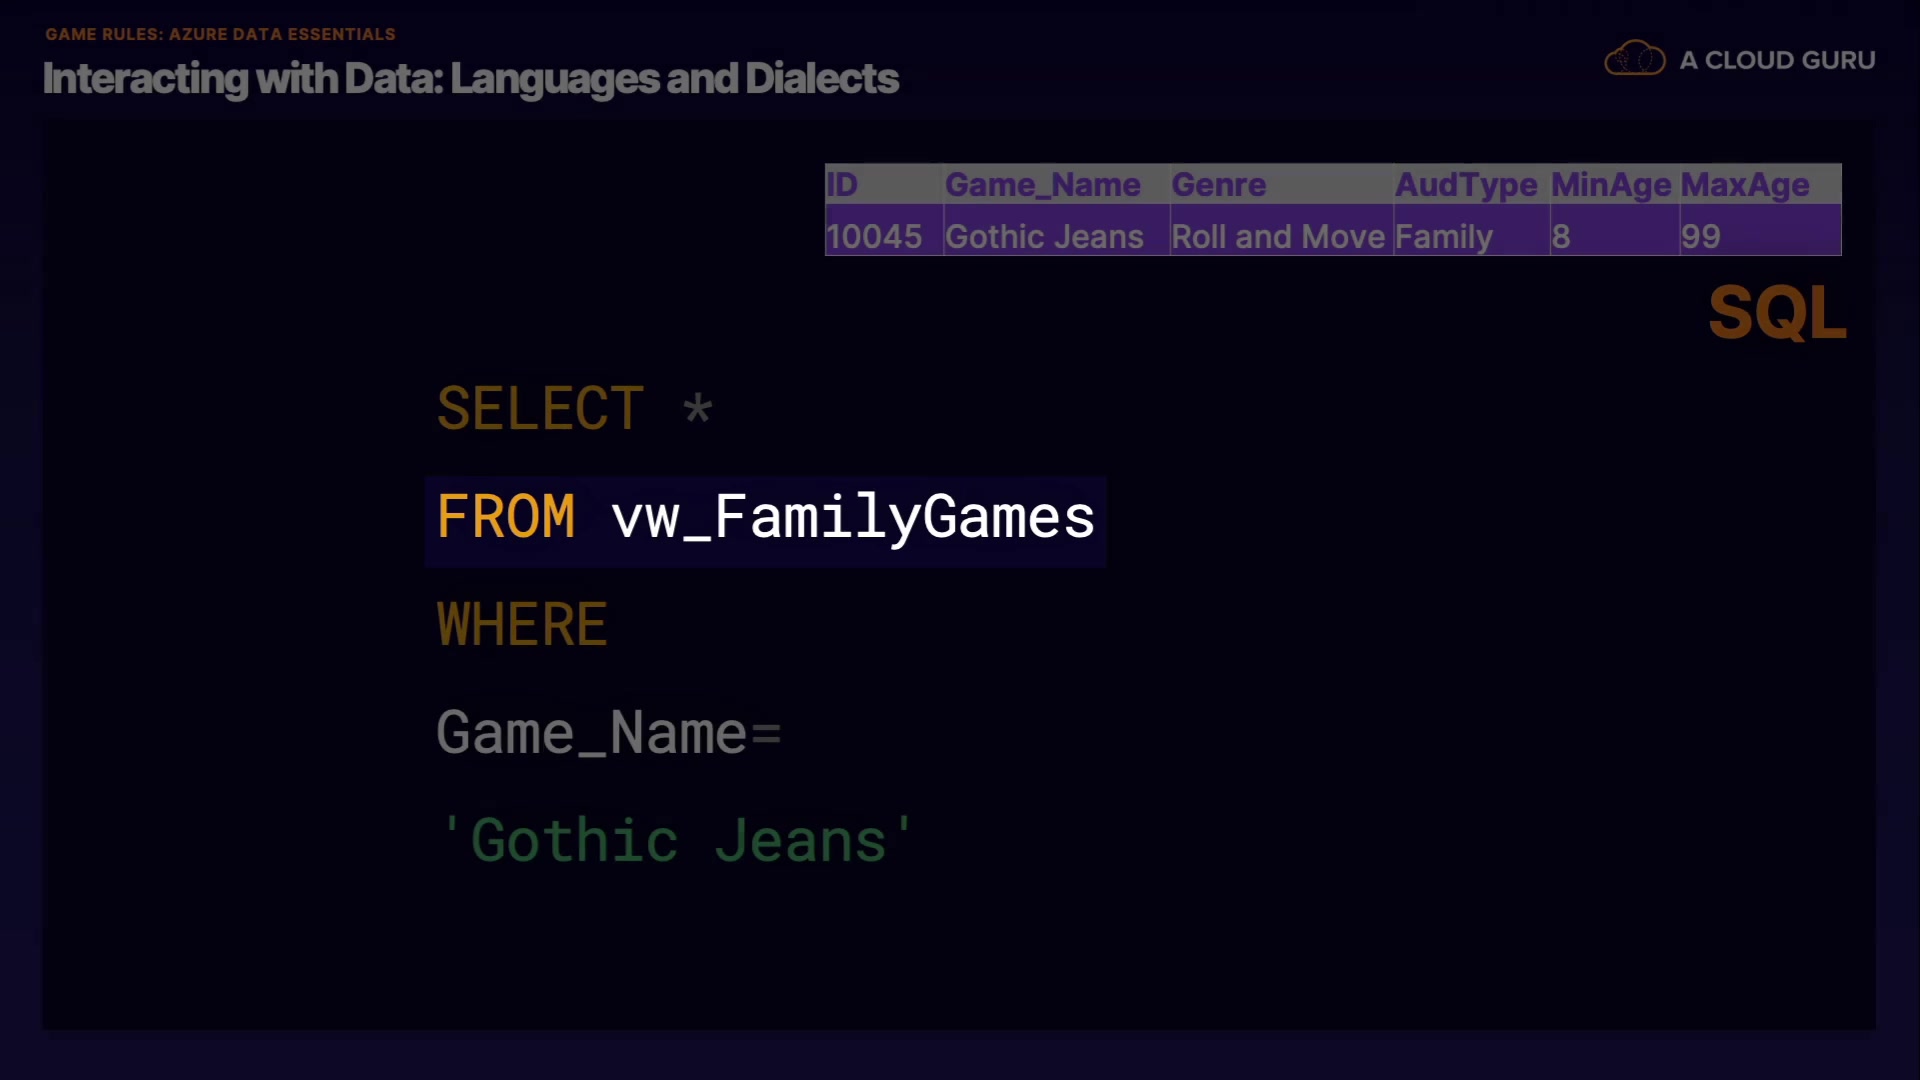 GAME RULES: AZURE DATA ESSENTIALS
Interacting with Data: Languages and Dialects
A CLOUD GURU
ID Game_Name Genre AudType MinAge MaxAge
10045 Gothic Jeans Roll and Move Family 8 99
SQL
SELECT *
FROM vw_FamilyGames
WHERE
Game_Name=
'Gothic Jeans'